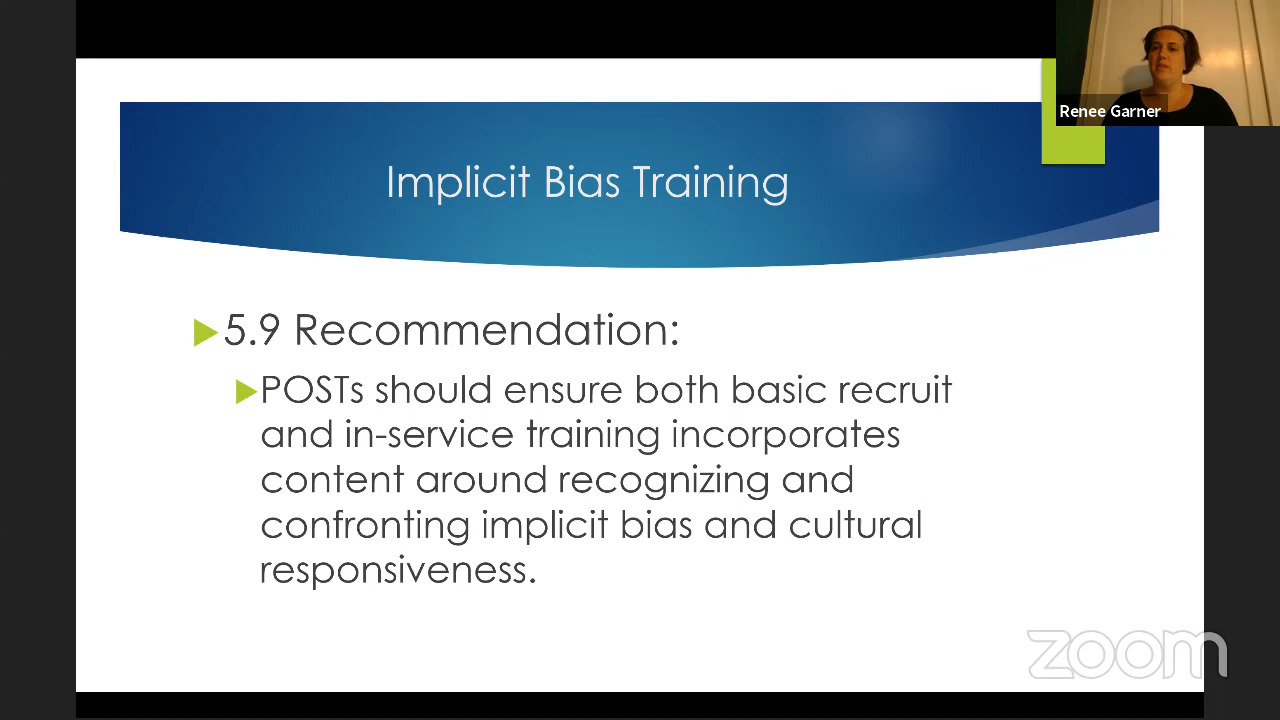 Renee Garner
Implicit Bias Training
5.9 Recommendation:
POSTs should ensure both basic recruit
and in-service training incorporates
content around recognizing and
confronting implicit bias and cultural
responsiveness.
zoom